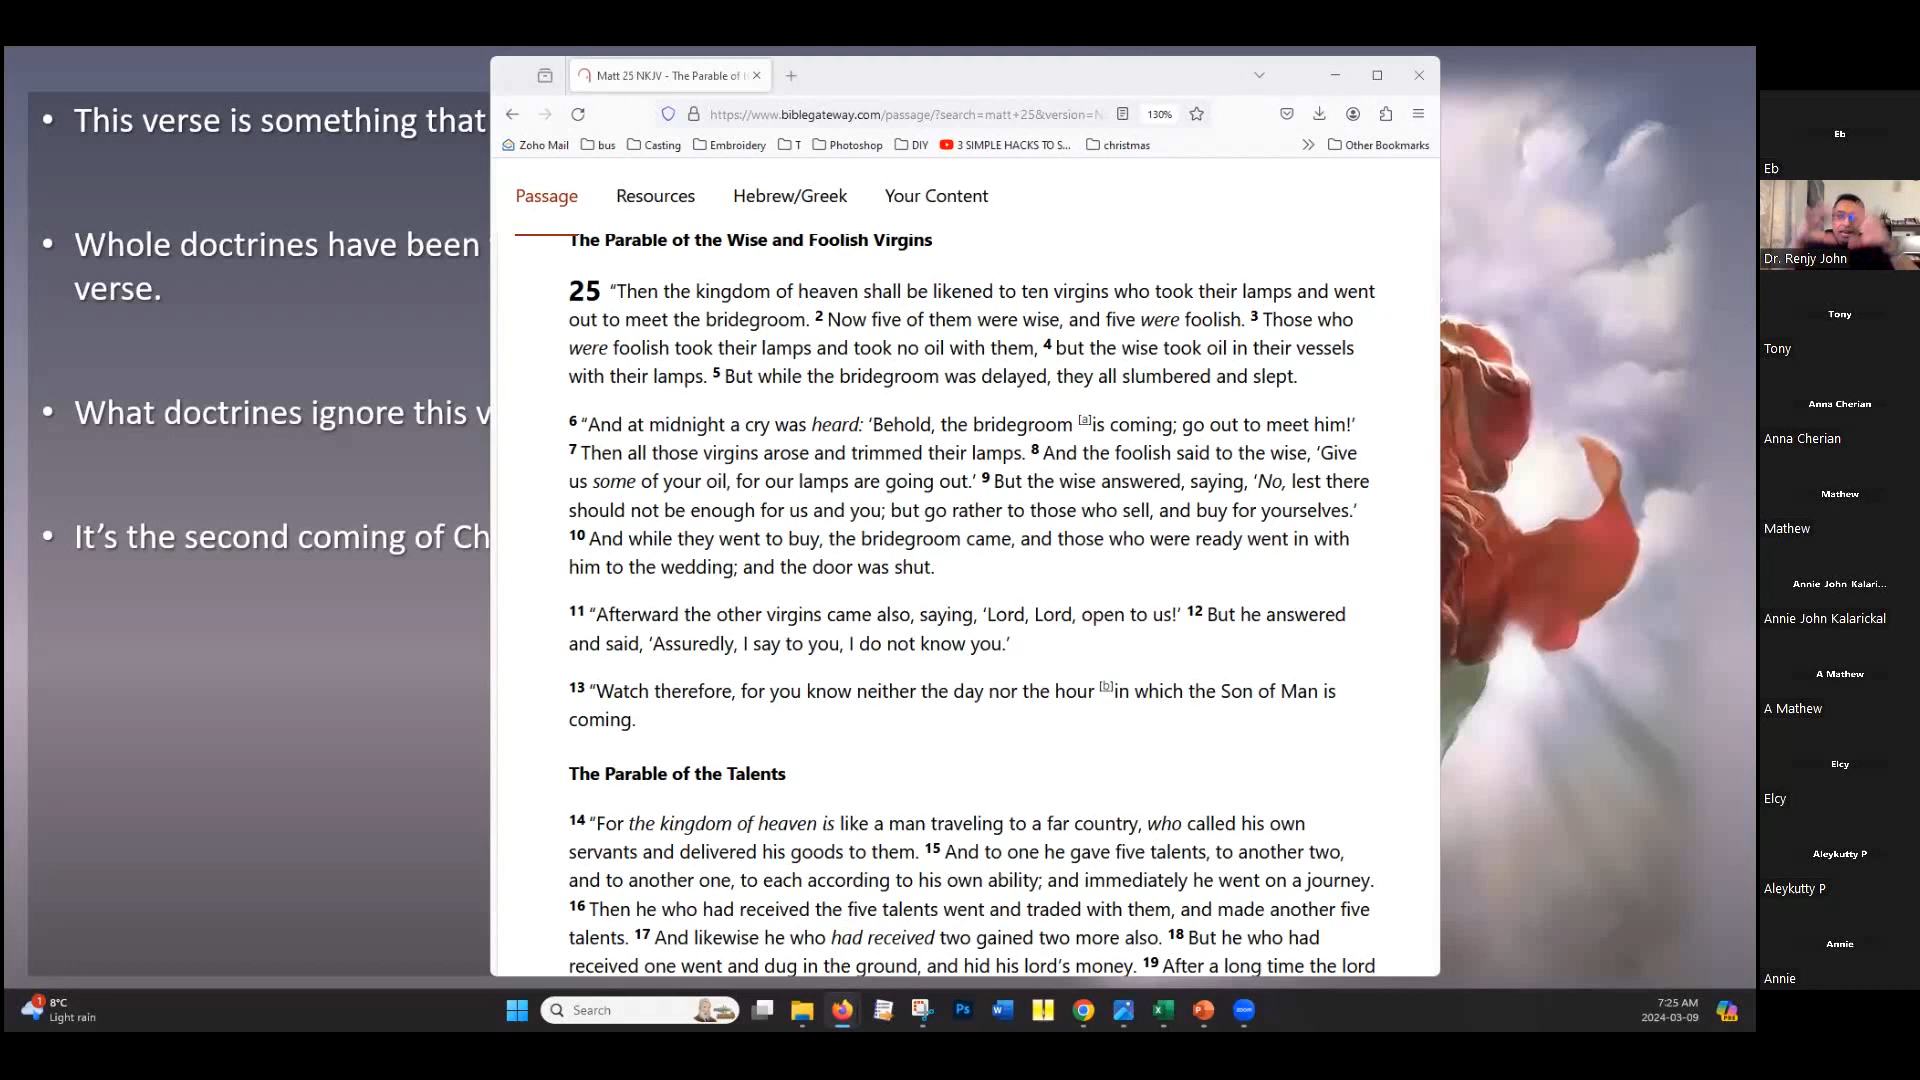 • This verse is something that
• Whole doctrines have been
verse.
• What doctrines ignore this v
• It's the second coming of Ch
Matt 25 NKJV - The Parable of
https://www.biblegateway.com/passage/?search=matt+25&version=N
130%
Zoho Mail bus Casting Embroidery T Photoshop DIY 3 SIMPLE HACKS TO S... christmas Other Bookmarks
Passage Resources Hebrew/Greek Your Content
The Parable of the Wise and Foolish Virgins
25 “Then the kingdom of heaven shall be likened to ten virgins who took their lamps and went
out to meet the bridegroom. 2 Now five of them were wise, and five were foolish. 3 Those who
were foolish took their lamps and took no oil with them, 4 but the wise took oil in their vessels
with their lamps. 5 But while the bridegroom was delayed, they all slumbered and slept.
6 “And at midnight a cry was heard: ‘Behold, the bridegroom [a]is coming; go out to meet him!’
7 Then all those virgins arose and trimmed their lamps. 8 And the foolish said to the wise, ‘Give
us some of your oil, for our lamps are going out.’ 9 But the wise answered, saying, ‘No, lest there
should not be enough for us and you; but go rather to those who sell, and buy for yourselves.’
10 And while they went to buy, the bridegroom came, and those who were ready went in with
him to the wedding; and the door was shut.
11 “Afterward the other virgins came also, saying, ‘Lord, Lord, open to us!’ 12 But he answered
and said, ‘Assuredly, I say to you, I do not know you.’
13 “Watch therefore, for you know neither the day nor the hour [b]in which the Son of Man is
coming.
The Parable of the Talents
14 “For the kingdom of heaven is like a man traveling to a far country, who called his own
servants and delivered his goods to them. 15 And to one he gave five talents, to another two,
and to another one, to each according to his own ability; and immediately he went on a journey.
16 Then he who had received the five talents went and traded with them, and made another five
talents. 17 And likewise he who had received two gained two more also. 18 But he who had
received one went and dug in the ground, and hid his lord’s money. 19 After a long time the lord
Eb
Eb
Dr. Renjy John
Tony
Tony
Anna Cherian
Anna Cherian
Mathew
Mathew
Annie John Kalari...
Annie John Kalarickal
A Mathew
A Mathew
Elcy
Elcy
Aleykutty P
Aleykutty P
Annie
Annie
1
8°C
Light rain
Search
Ps
W
X
P
zoom
7:25 AM
2024-03-09
PRE